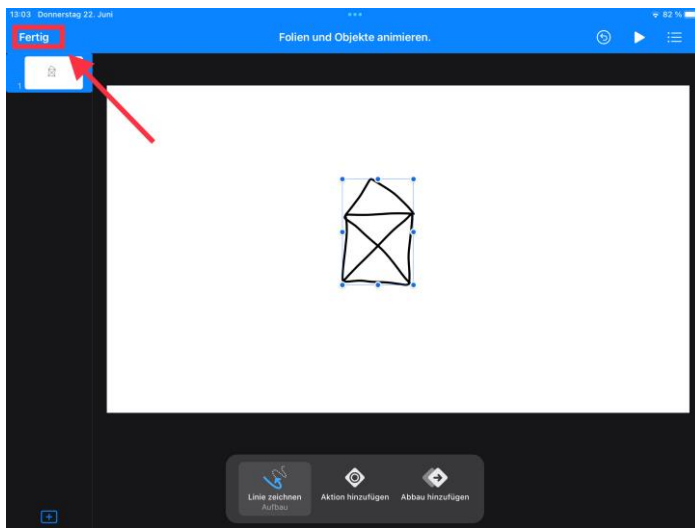 13:03 Donnerstag 22. Juni
82 %
Fertig
Folien und Objekte animieren.
1
Linie zeichnen
Aufbau
Aktion hinzufügen
Abbau hinzufügen